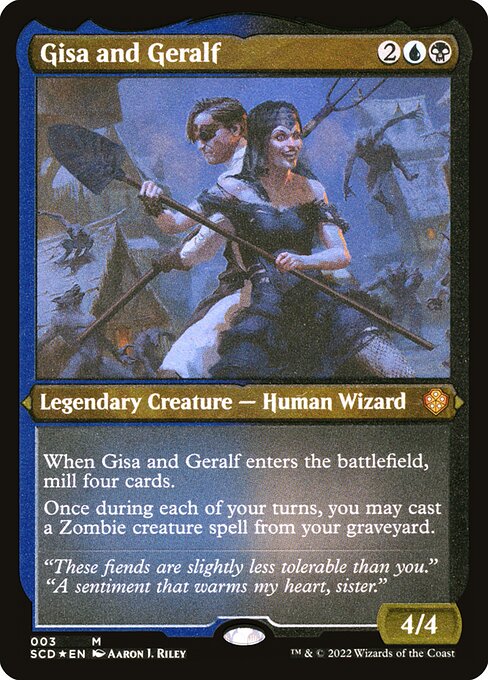 Gisa and Geralf 2
Legendary Creature — Human Wizard
When Gisa and Geralf enters the battlefield,
mill four cards.
Once during each of your turns, you may cast
a Zombie creature spell from your graveyard.
“These fiends are slightly less tolerable than you.”
“A sentiment that warms my heart, sister.”
4/4
003 M
SCD★EN Aaron J. Riley
™ & © 2022 Wizards of the Coast